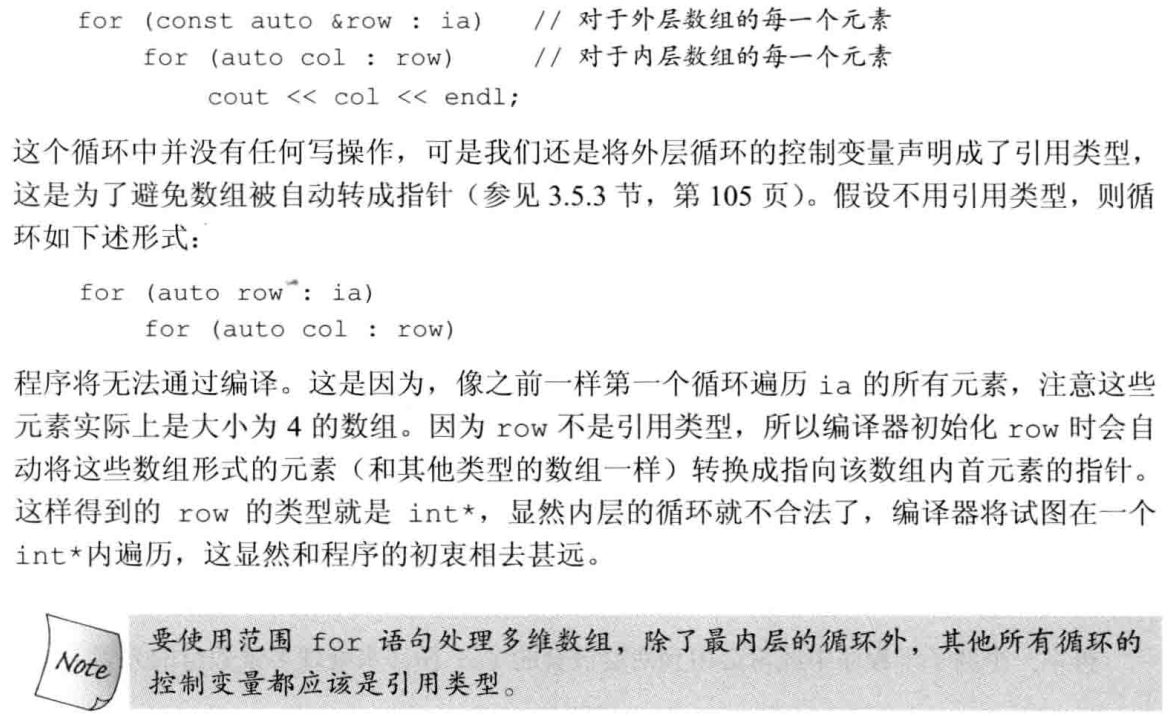 for (const auto &row : ia)    // 对于外层数组的每一个元素
    for (auto col : row)      // 对于内层数组的每一个元素
        cout << col << endl;
这个循环中并没有任何写操作，可是我们还是将外层循环的控制变量声明成了引用类型，
这是为了避免数组被自动转成指针（参见 3.5.3 节，第 105 页）。假设不用引用类型，则循
环如下述形式：
for (auto row : ia)
    for (auto col : row)
程序将无法通过编译。这是因为，像之前一样第一个循环遍历 ia 的所有元素，注意这些
元素实际上是大小为 4 的数组。因为 row 不是引用类型，所以编译器初始化 row 时会自
动将这些数组形式的元素（和其他类型的数组一样）转换成指向该数组内首元素的指针。
这样得到的 row 的类型就是 int*，显然内层的循环就不合法了，编译器将试图在一个
int*内遍历，这显然和程序的初衷相去甚远。
Note
要使用范围 for 语句处理多维数组，除了最内层的循环外，其他所有循环的
控制变量都应该是引用类型。